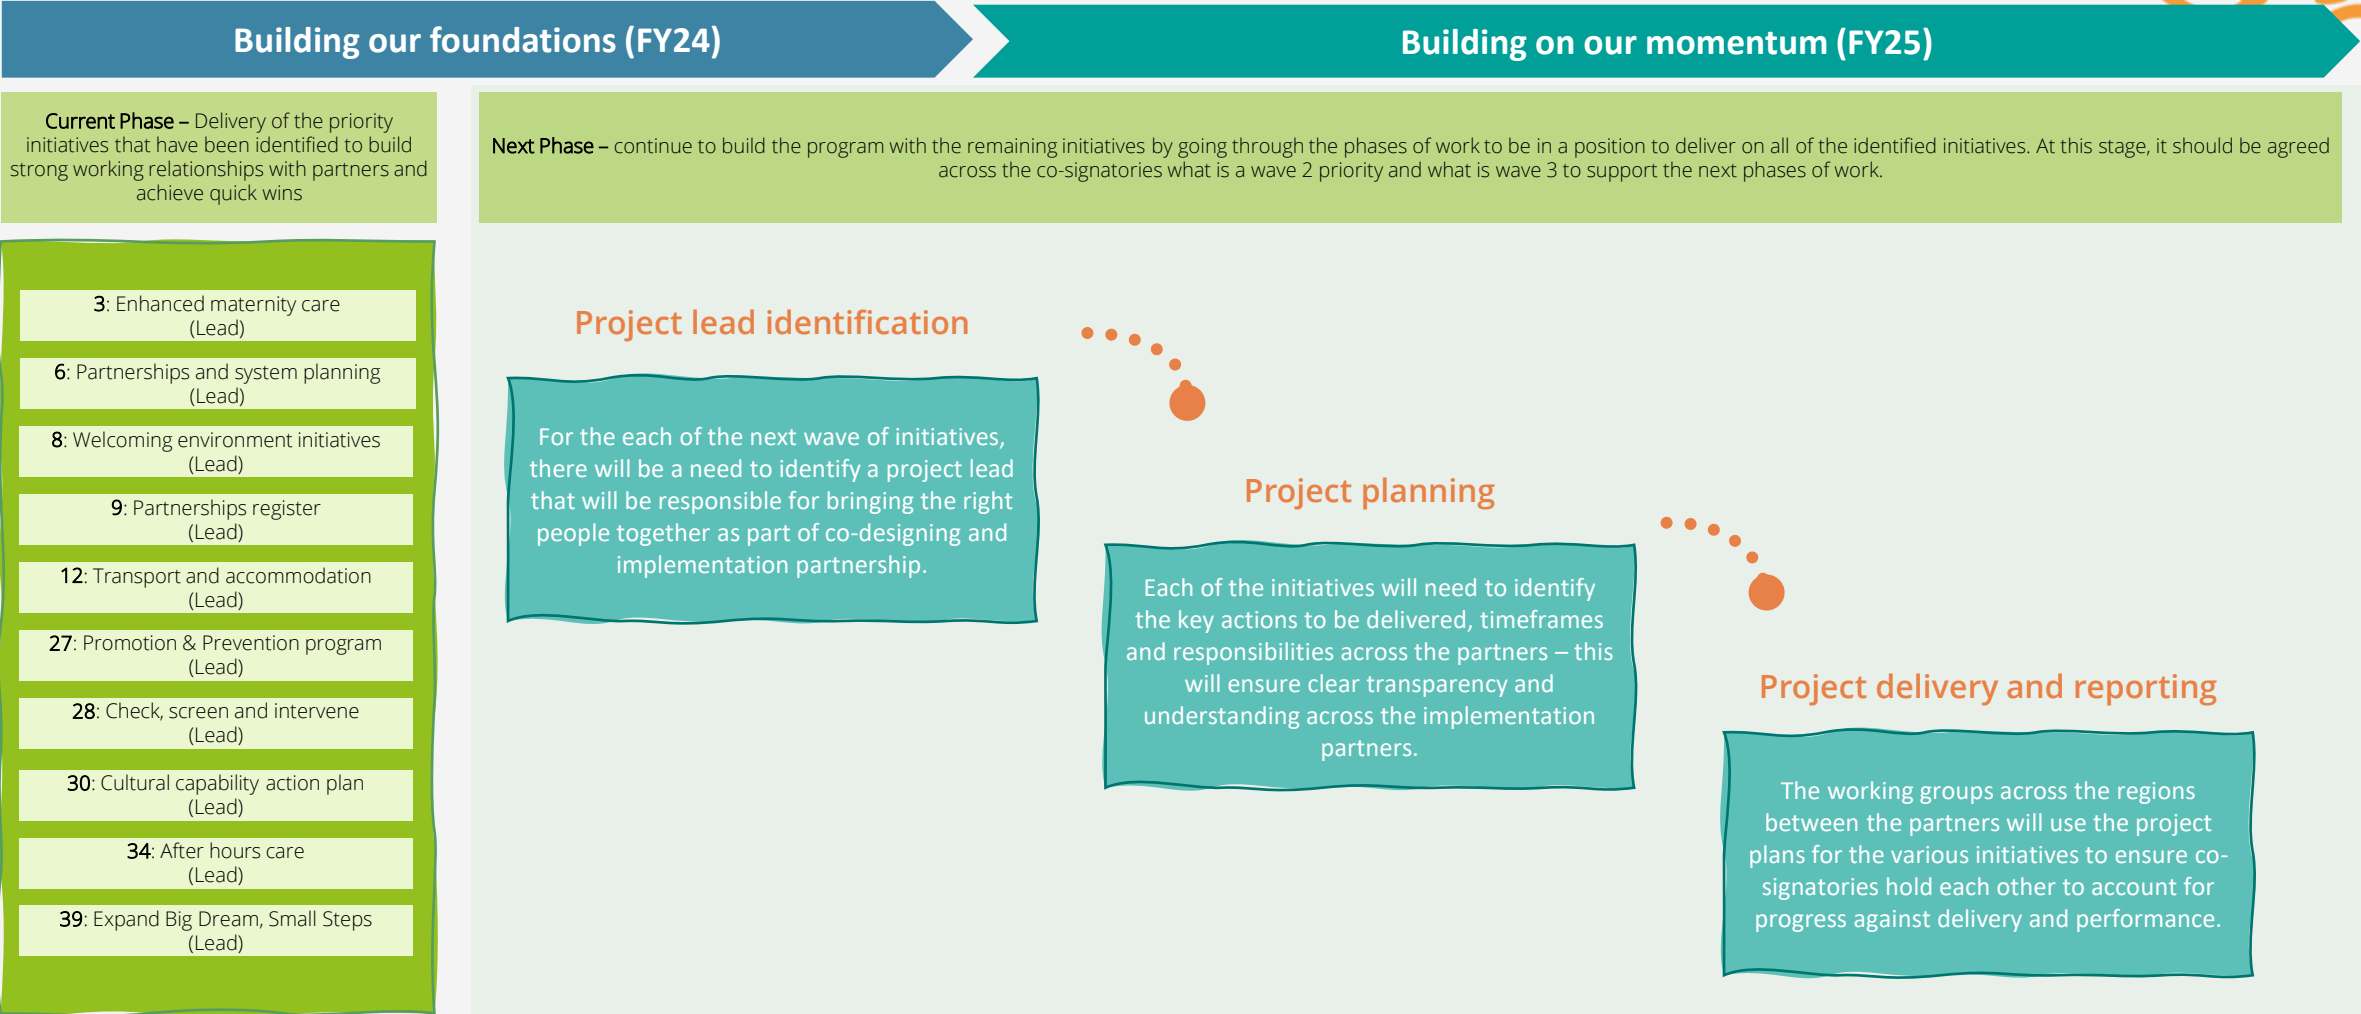 Building our foundations (FY24)
Building on our momentum (FY25)
Current Phase – Delivery of the priority
initiatives that have been identified to build
strong working relationships with partners and
achieve quick wins
Next Phase – continue to build the program with the remaining initiatives by going through the phases of work to be in a position to deliver on all of the identified initiatives. At this stage, it should be agreed
across the co-signatories what is a wave 2 priority and what is wave 3 to support the next phases of work.
3: Enhanced maternity care
(Lead)
6: Partnerships and system planning
(Lead)
8: Welcoming environment initiatives
(Lead)
9: Partnerships register
(Lead)
12: Transport and accommodation
(Lead)
27: Promotion & Prevention program
(Lead)
28: Check, screen and intervene
(Lead)
30: Cultural capability action plan
(Lead)
34: After hours care
(Lead)
39: Expand Big Dream, Small Steps
(Lead)
Project lead identification
For the each of the next wave of initiatives,
there will be a need to identify a project lead
that will be responsible for bringing the right
people together as part of co-designing and
implementation partnership.
Project planning
Each of the initiatives will need to identify
the key actions to be delivered, timeframes
and responsibilities across the partners – this
will ensure clear transparency and
understanding across the implementation
partners.
Project delivery and reporting
The working groups across the regions
between the partners will use the project
plans for the various initiatives to ensure co-
signatories hold each other to account for
progress against delivery and performance.